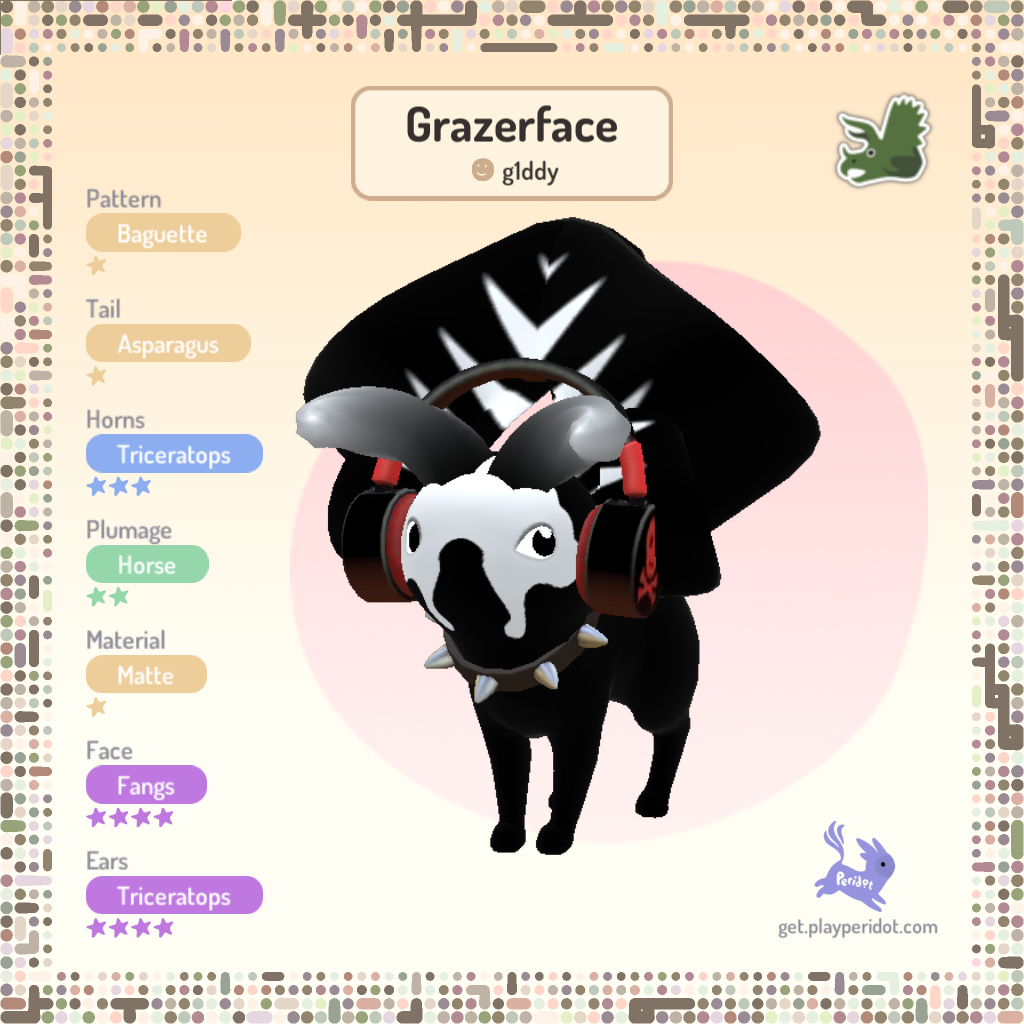 Grazerface
g1ddy
Pattern
Baguette
Tail
Asparagus
Horns
Triceratops
Plumage
Horse
Material
Matte
Face
Fangs
Ears
Triceratops
Peridot
get.playperidot.com